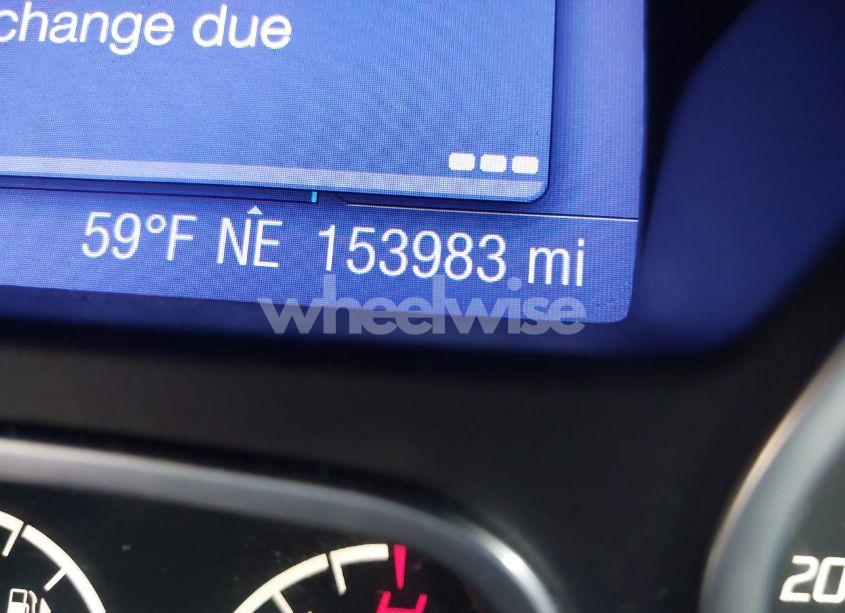 change due
59°F NE 153983 mi
wheelwise
H
20